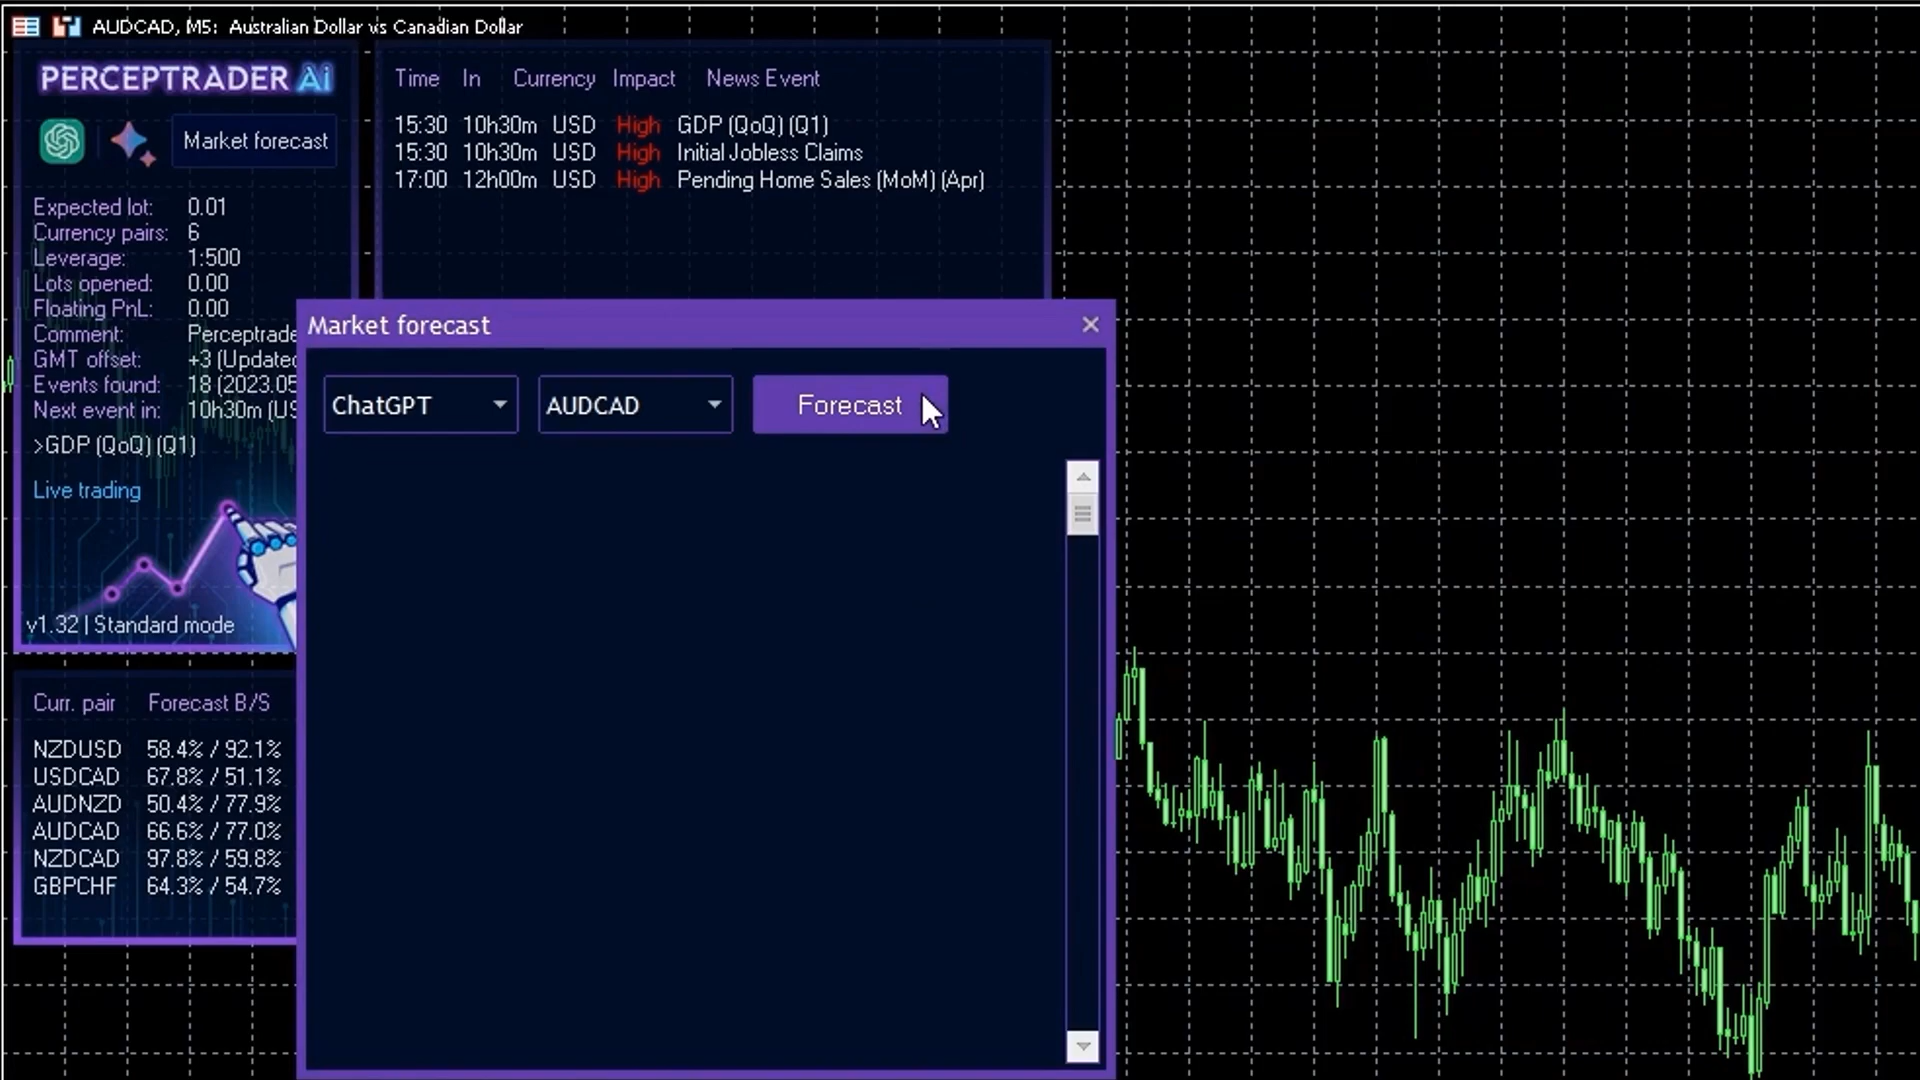 AUDCAD, M5: Australian Dollar vs Canadian Dollar
PERCEPTRADER Ai
Market forecast
Expected lot: 0.01
Currency pairs: 6
Leverage: 1:500
Lots opened: 0.00
Floating PnL: 0.00
Comment: Perceptrade
GMT offset: +3 (Updated
Events found: 18 (2023.05
Next event in: 10h30m (US
>GDP (QoQ) (Q1)
Live trading
v1.32 | Standard mode
Time In Currency Impact News Event
15:30 10h30m USD High GDP (QoQ) (Q1)
15:30 10h30m USD High Initial Jobless Claims
17:00 12h00m USD High Pending Home Sales (MoM) (Apr)
Market forecast
ChatGPT AUDCAD Forecast
Curr. pair Forecast B/S
NZDUSD 58.4% / 92.1%
USDCAD 67.8% / 51.1%
AUDNZD 50.4% / 77.9%
AUDCAD 66.6% / 77.0%
NZDCAD 97.8% / 59.8%
GBPCHF 64.3% / 54.7%